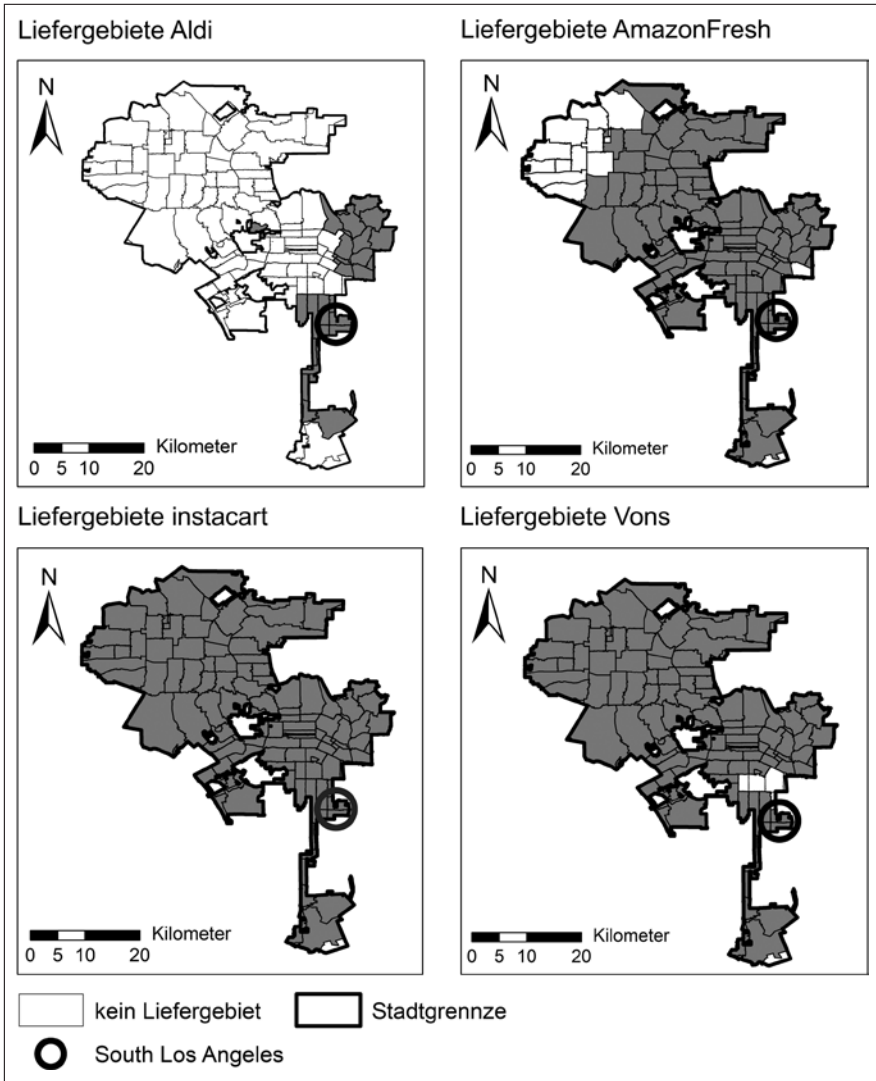 Liefergebiete Aldi
Liefergebiete AmazonFresh
N
Kilometer
0 5 10 20
N
Kilometer
0 5 10 20
Liefergebiete instacart
Liefergebiete Vons
N
Kilometer
0 5 10 20
N
Kilometer
0 5 10 20
kein Liefergebiet
Stadtgrennze
South Los Angeles